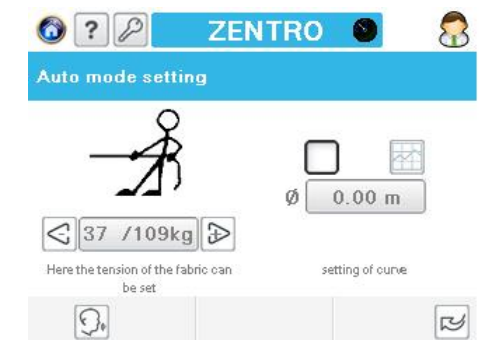 ?
ZENTRO
Auto mode setting
Ø 0.00 m
- 37 /109kg +
Here the tension of the fabric can
be set
setting of curve